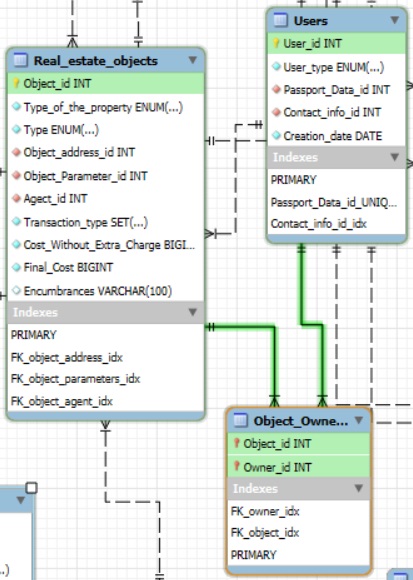 Real_estate_objects
Object_id INT
Type_of_the_property ENUM(...)
Type ENUM(...)
Object_address_id INT
Object_Parameter_id INT
Agent_id INT
Transaction_type SET(...)
Cost_Without_Extra_Charge BIGI...
Final_Cost BIGINT
Encumbrances VARCHAR(100)
Indexes
PRIMARY
FK_object_address_idx
FK_object_parameters_idx
FK_object_agent_idx
Users
User_id INT
User_type ENUM(...)
Passport_Data_id INT
Contact_info_id INT
Creation_date DATE
Indexes
PRIMARY
Passport_Data_id_UNIQ...
Contact_info_id_idx
Object_Owne...
Object_id INT
Owner_id INT
Indexes
FK_owner_idx
FK_object_idx
PRIMARY
..)